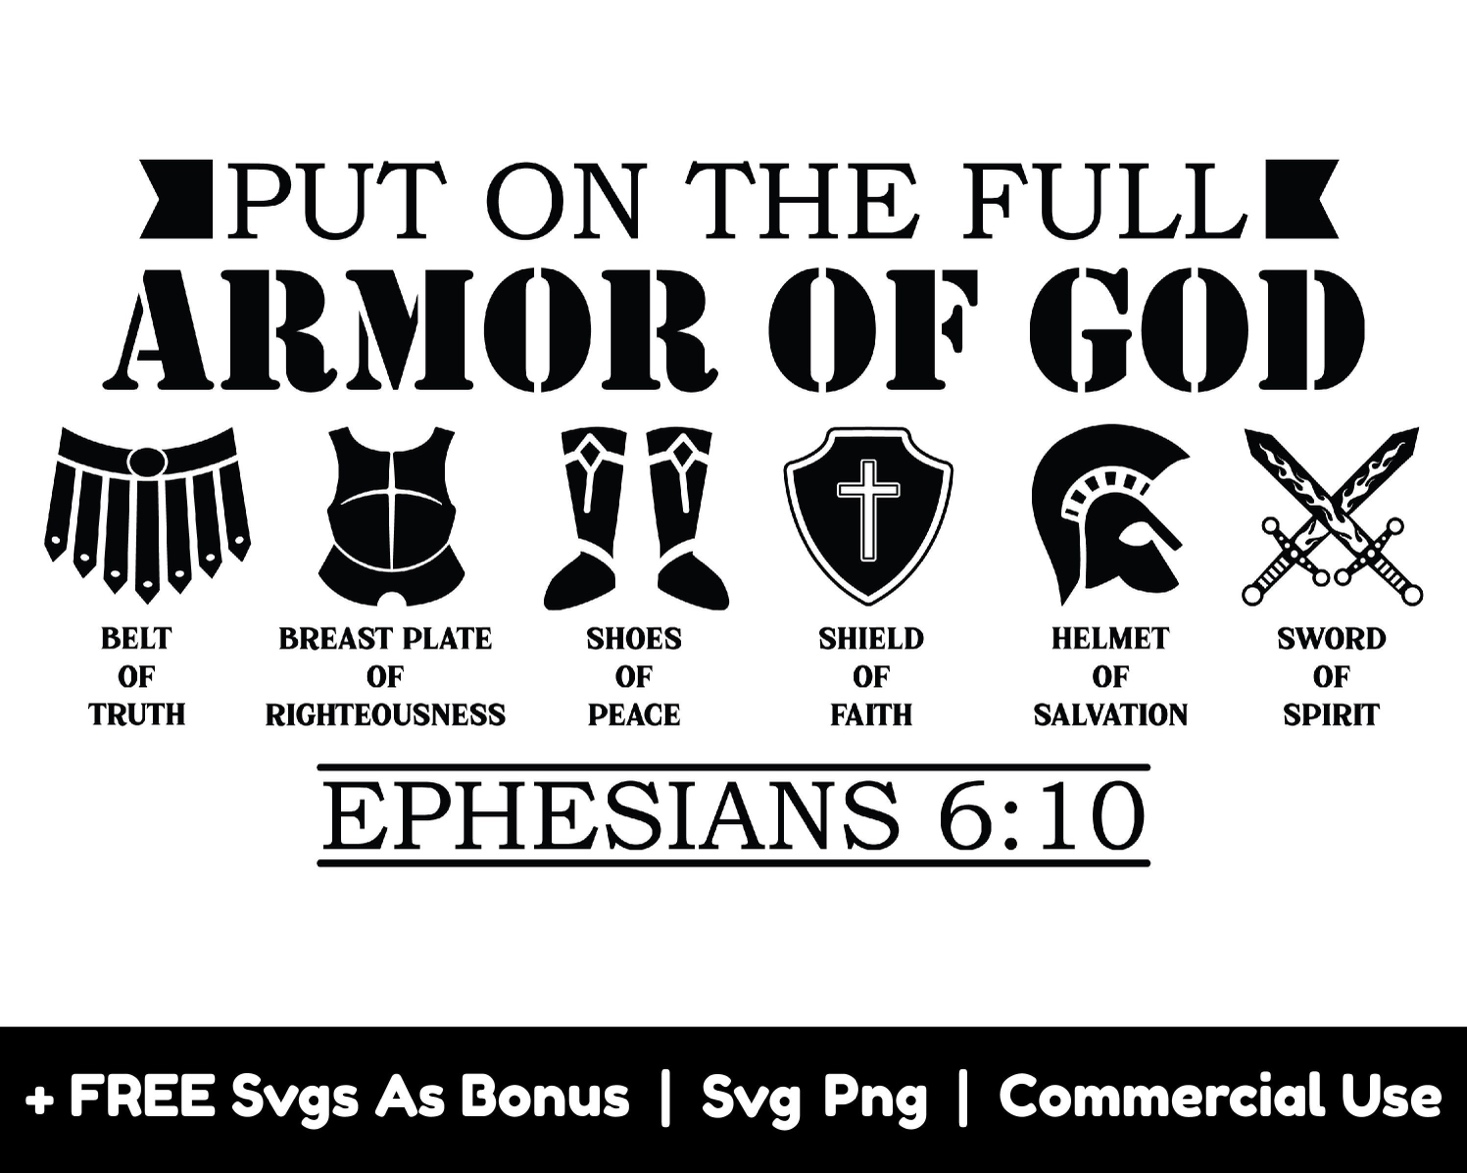 PUT ON THE FULL
ARMOR OF GOD
BELT
OF
TRUTH
BREAST PLATE
OF
RIGHTEOUSNESS
SHOES
OF
PEACE
SHIELD
OF
FAITH
HELMET
OF
SALVATION
SWORD
OF
SPIRIT
EPHESIANS 6:10
+ FREE Svgs As Bonus | Svg Png | Commercial Use